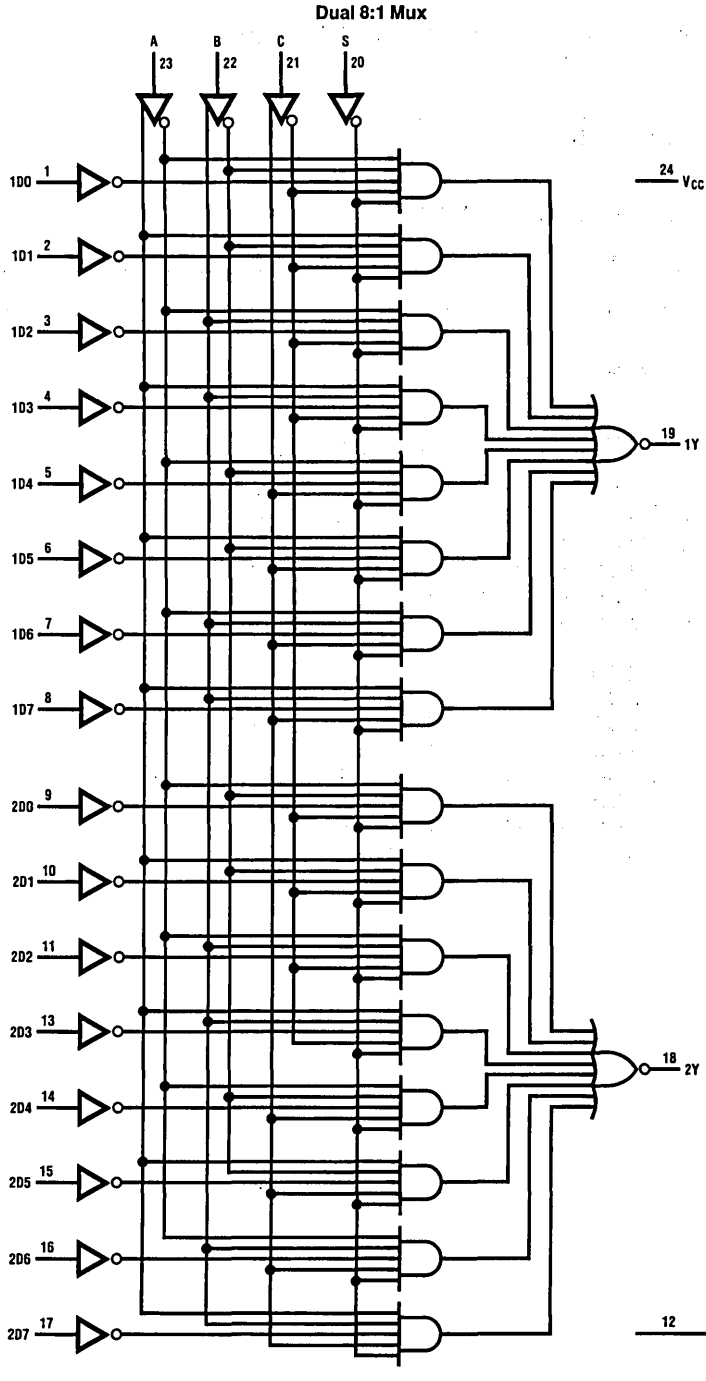 Dual 8:1 Mux
A B C S
23 22 21 20
1D0 1
24 VCC
1D1 2
1D2 3
1D3 4
19 1Y
1D4 5
1D5 6
1D6 7
1D7 8
2D0 9
2D1 10
2D2 11
2D3 13
18 2Y
2D4 14
2D5 15
2D6 16
2D7 17
12